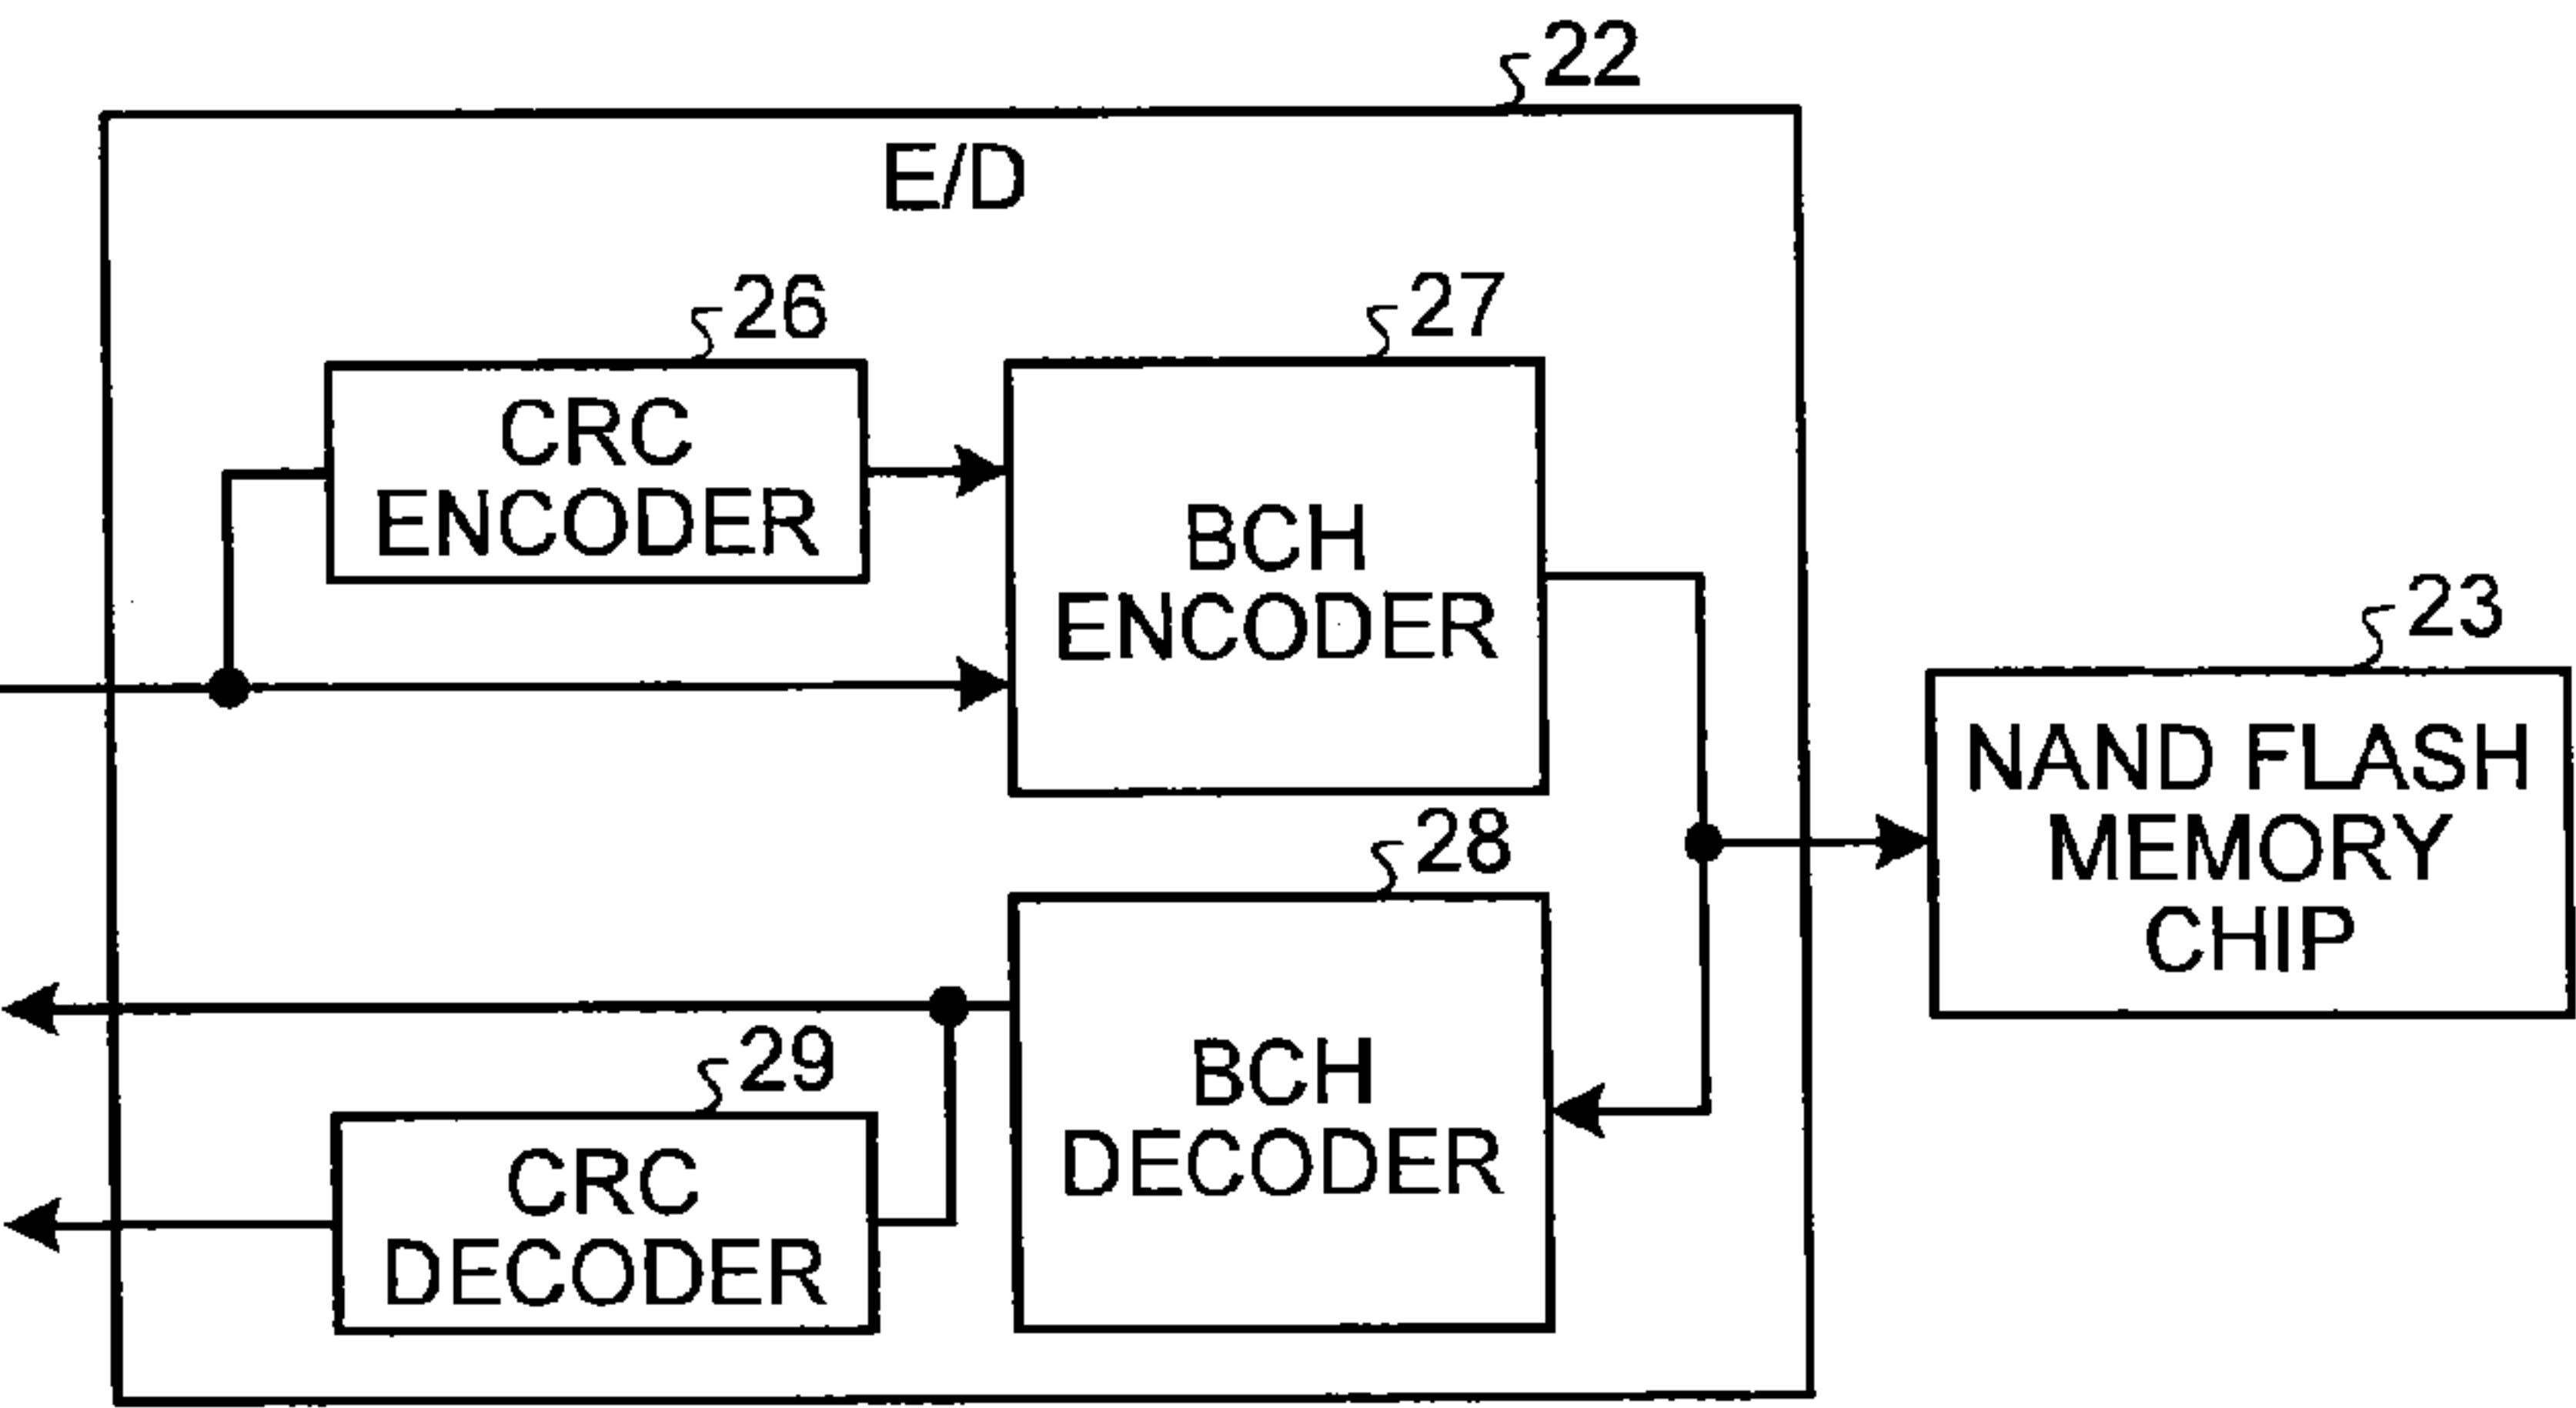 22
E/D
26
CRC
ENCODER
27
BCH
ENCODER
23
NAND FLASH
MEMORY
CHIP
28
BCH
DECODER
29
CRC
DECODER